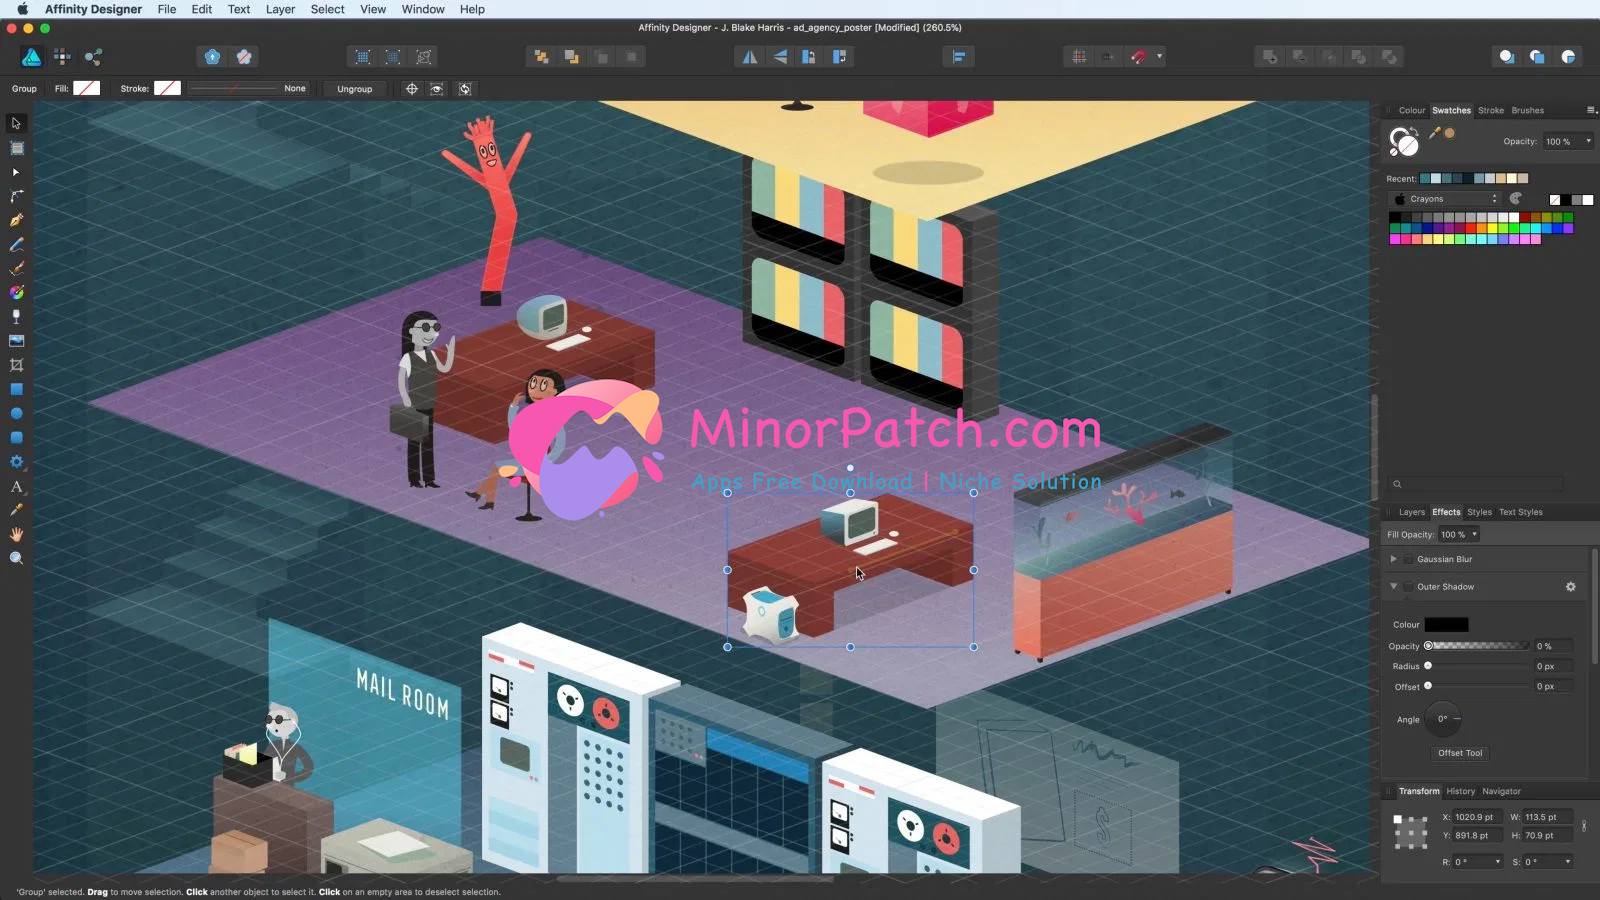 Affinity Designer File Edit Text Layer Select View Window Help
Affinity Designer - J. Blake Harris - ad_agency_poster [Modified] (260.5%)
Group Fill: Stroke: None Ungroup
Colour Swatches Stroke Brushes
Opacity: 100 %
Recent:
Crayons
MinorPatch.com
Apps Free Download | Niche Solution
Layers Effects Styles Text Styles
Fill Opacity: 100 %
Gaussian Blur
Outer Shadow
Colour
Opacity 0 %
Radius 0 px
Offset 0 px
Angle 0°
Offset Tool
MAIL ROOM
$
Transform History Navigator
X: 1020.9 pt W: 113.5 pt
Y: 891.8 pt H: 70.9 pt
R: 0 ° S: 0 °
'Group' selected. Drag to move selection. Click another object to select it. Click on an empty area to deselect selection.